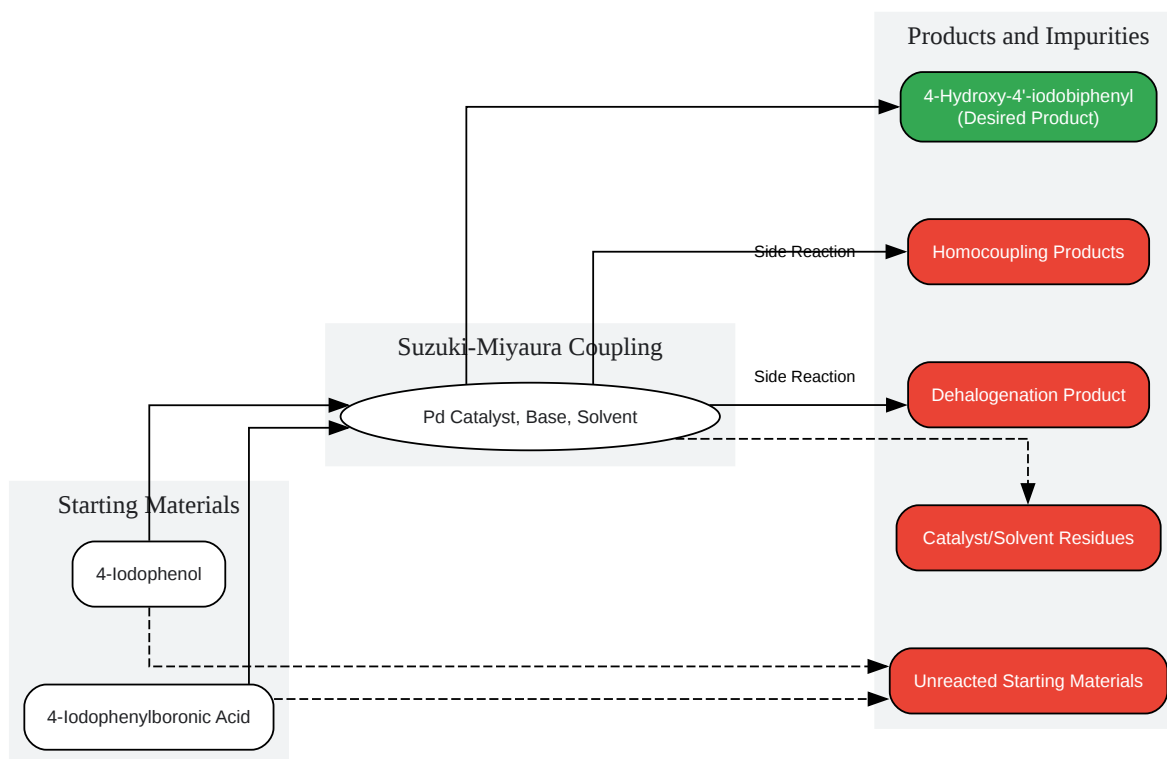 Products and Impurities
4-Hydroxy-4'-iodobiphenyl
(Desired Product)
Side Reaction
Homocoupling Products
Suzuki-Miyaura Coupling
Side Reaction
Dehalogenation Product
Pd Catalyst, Base, Solvent
Starting Materials
Catalyst/Solvent Residues
4-Iodophenol
Unreacted Starting Materials
4-Iodophenylboronic Acid